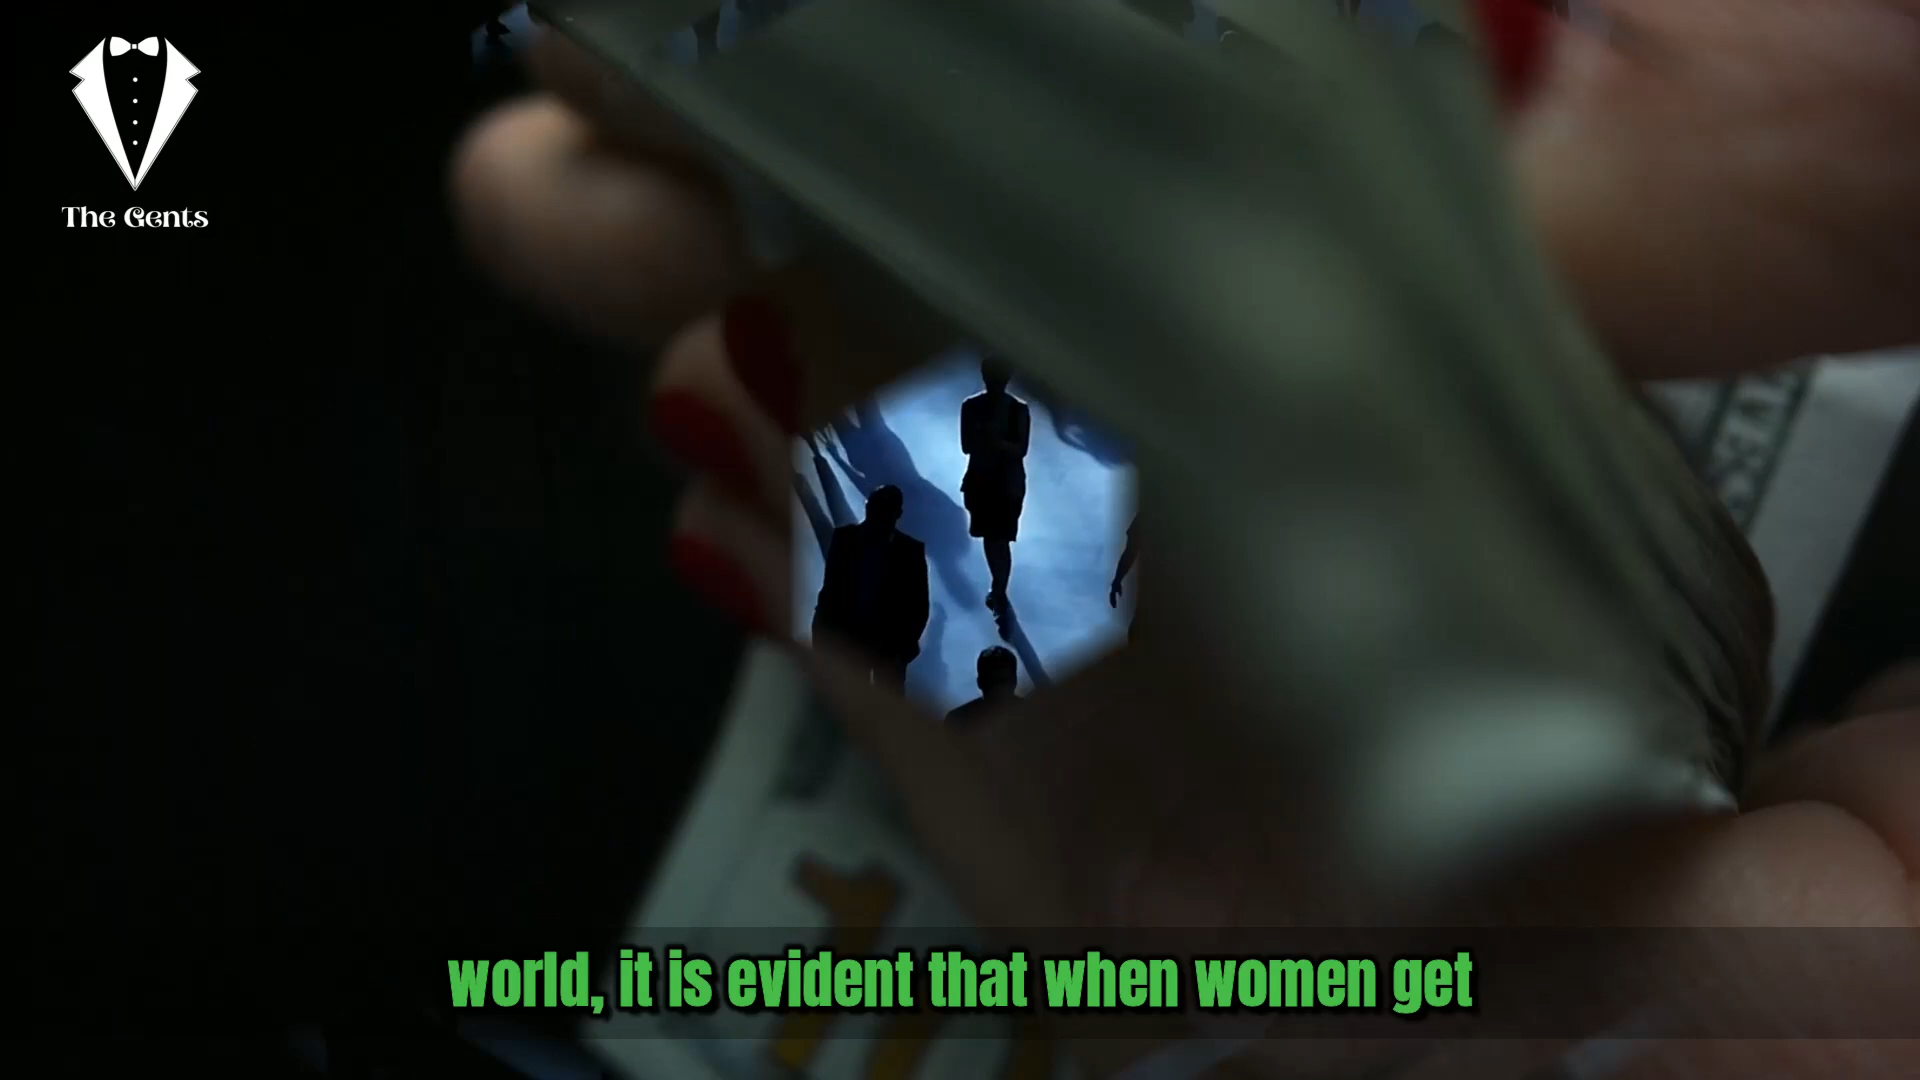 The Gents
world, it is evident that when women get